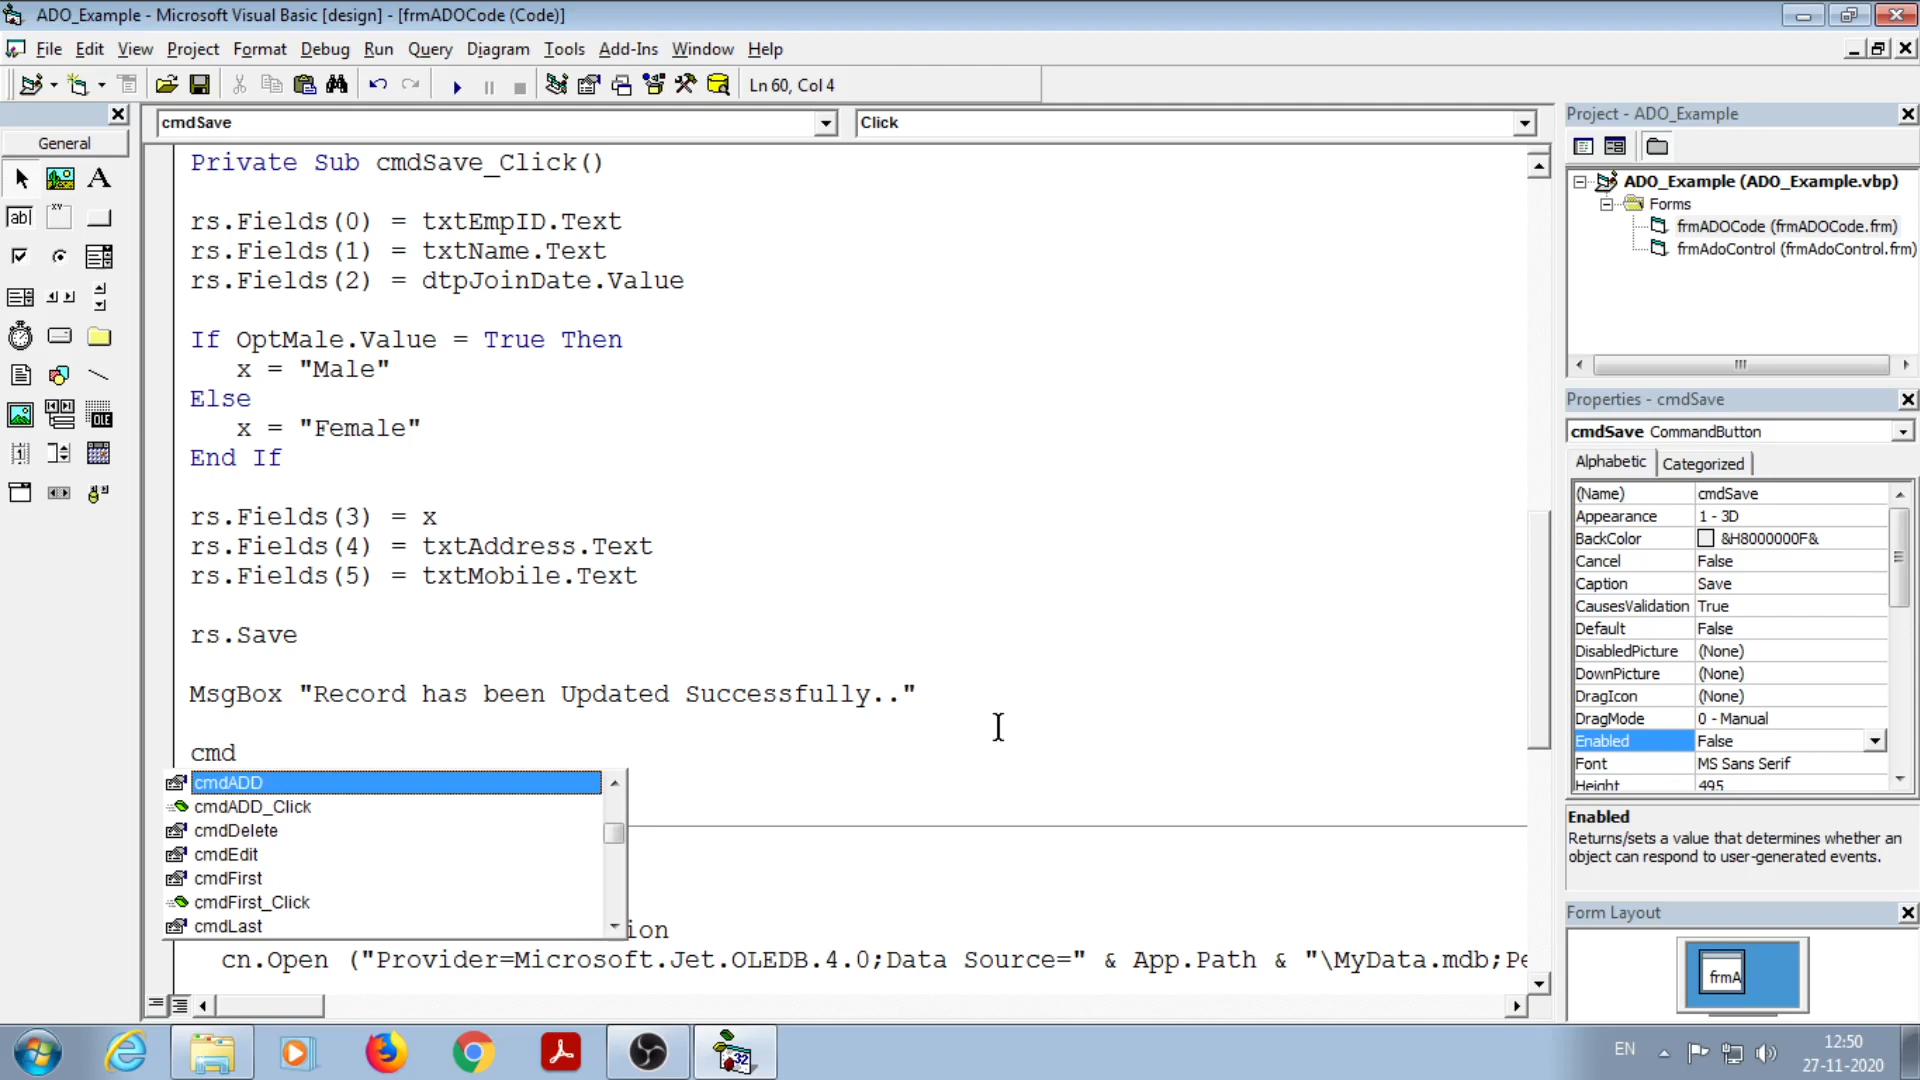 ADO_Example - Microsoft Visual Basic [design] - [frmADOCode (Code)]
File Edit View Project Format Debug Run Query Diagram Tools Add-Ins Window Help
Ln 60, Col 4
General
cmdSave
Click
Private Sub cmdSave_Click()
rs.Fields(0) = txtEmpID.Text
rs.Fields(1) = txtName.Text
rs.Fields(2) = dtpJoinDate.Value
If OptMale.Value = True Then
x = "Male"
Else
x = "Female"
End If
rs.Fields(3) = x
rs.Fields(4) = txtAddress.Text
rs.Fields(5) = txtMobile.Text
rs.Save
MsgBox "Record has been Updated Successfully.."
cmd
cmdADD
cmdADD_Click
cmdDelete
cmdEdit
cmdFirst
cmdFirst_Click
cmdLast
ion
cn.Open ("Provider=Microsoft.Jet.OLEDB.4.0;Data Source=" & App.Path & "\MyData.mdb;Pe
Project - ADO_Example
ADO_Example (ADO_Example.vbp)
Forms
frmADOCode (frmADOCode.frm)
frmAdoControl (frmAdoControl.frm)
Properties - cmdSave
cmdSave CommandButton
Alphabetic Categorized
(Name) cmdSave
Appearance 1 - 3D
BackColor &H8000000F&
Cancel False
Caption Save
CausesValidation True
Default False
DisabledPicture (None)
DownPicture (None)
DragIcon (None)
DragMode 0 - Manual
Enabled False
Font MS Sans Serif
Height 495
Enabled
Returns/sets a value that determines whether an
object can respond to user-generated events.
Form Layout
frmA
EN
12:50
27-11-2020